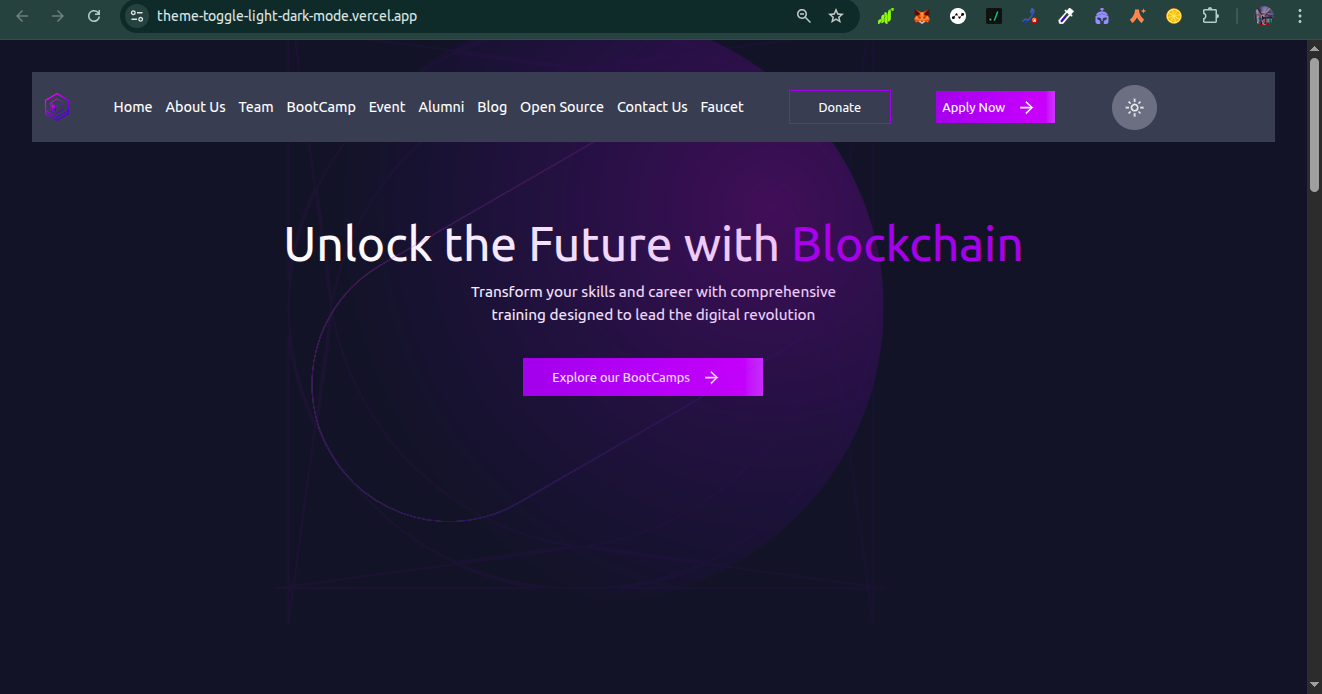 theme-toggle-light-dark-mode.vercel.app
Home About Us Team BootCamp Event Alumni Blog Open Source Contact Us Faucet Donate Apply Now
Unlock the Future with Blockchain
Transform your skills and career with comprehensive
training designed to lead the digital revolution
Explore our BootCamps